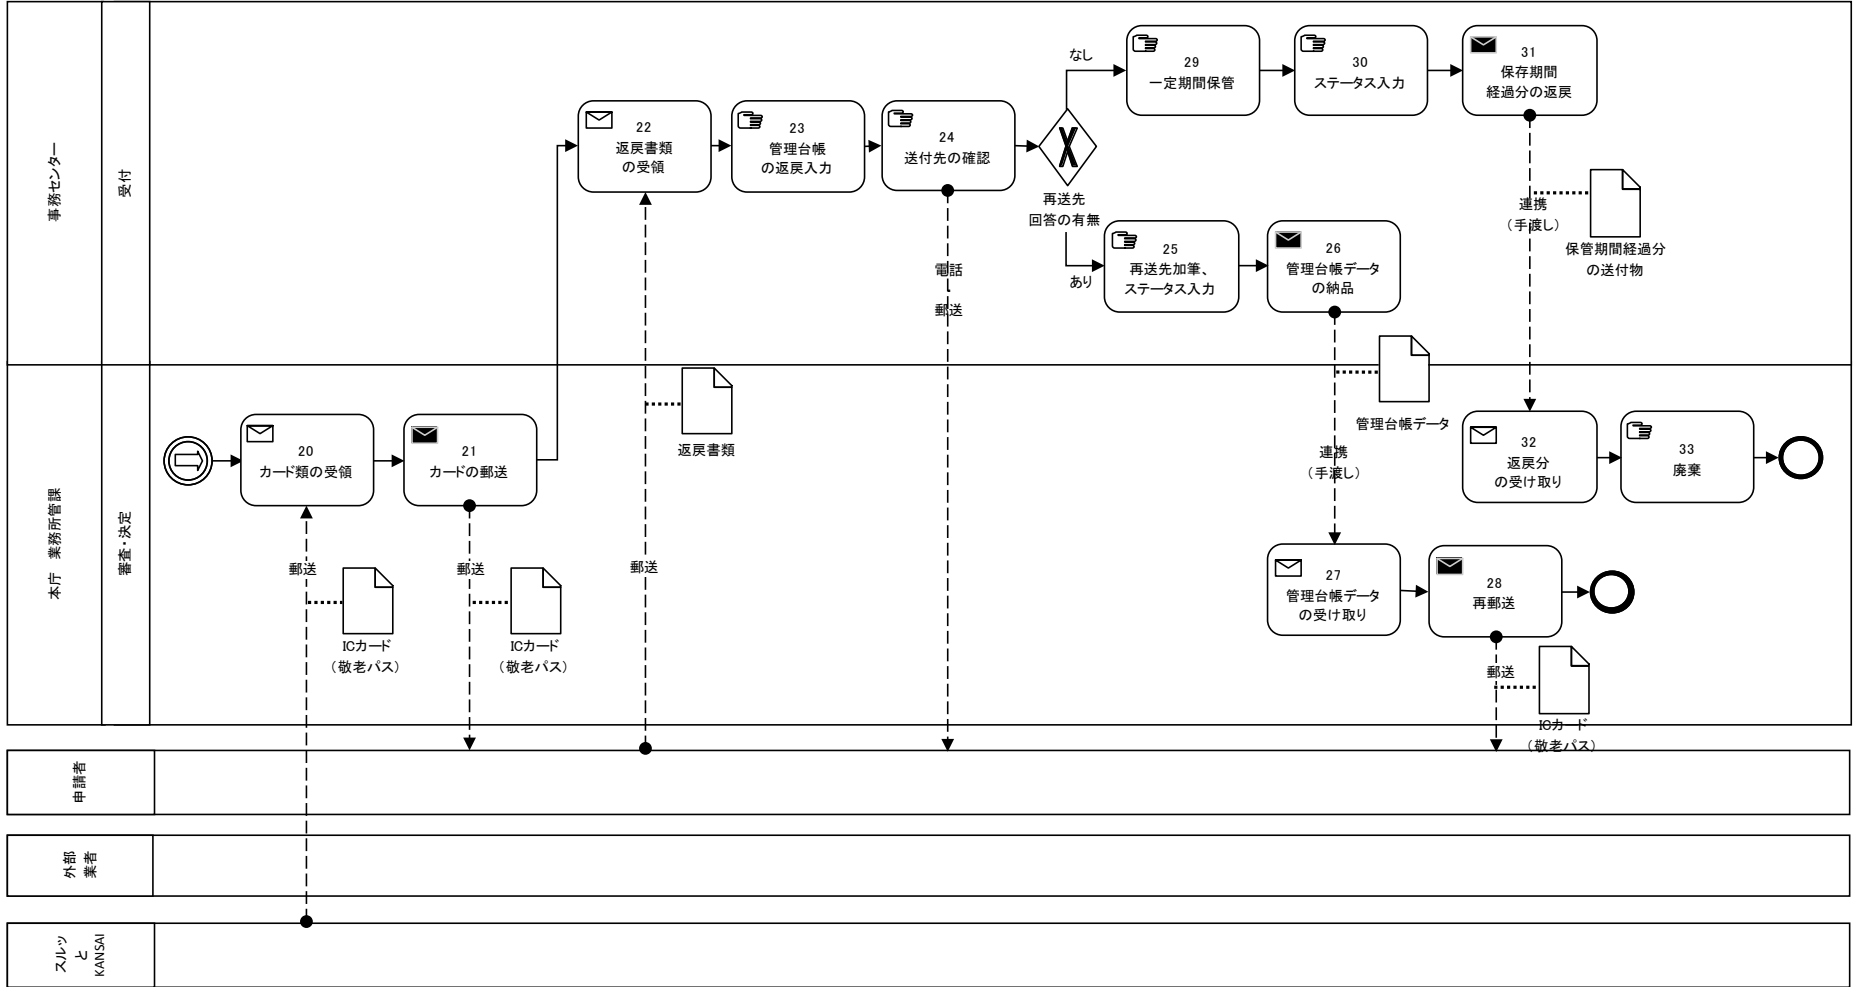 事務センター
受付
22
返戻書類
の受領
23
管理台帳
の返戻入力
24
送付先の確認
再送先
回答の有無
なし
あり
29
一定期間保管
30
ステータス入力
31
保存期間
経過分の返戻
25
再送先加筆、
ステータス入力
26
管理台帳データ
の納品
電話
・
郵送
連携
（手渡し）
保管期間経過分
の送付物
本庁 業務所管課
審査・決定
20
カード類の受領
21
カードの郵送
郵送
ICカード
（敬老パス）
郵送
ICカード
（敬老パス）
郵送
返戻書類
連携
（手渡し）
管理台帳データ
27
管理台帳データ
の受け取り
28
再郵送
32
返戻分
の受け取り
33
廃棄
郵送
ICカード
（敬老パス）
申請者
外部
業者
スルッ
と
KANSAI